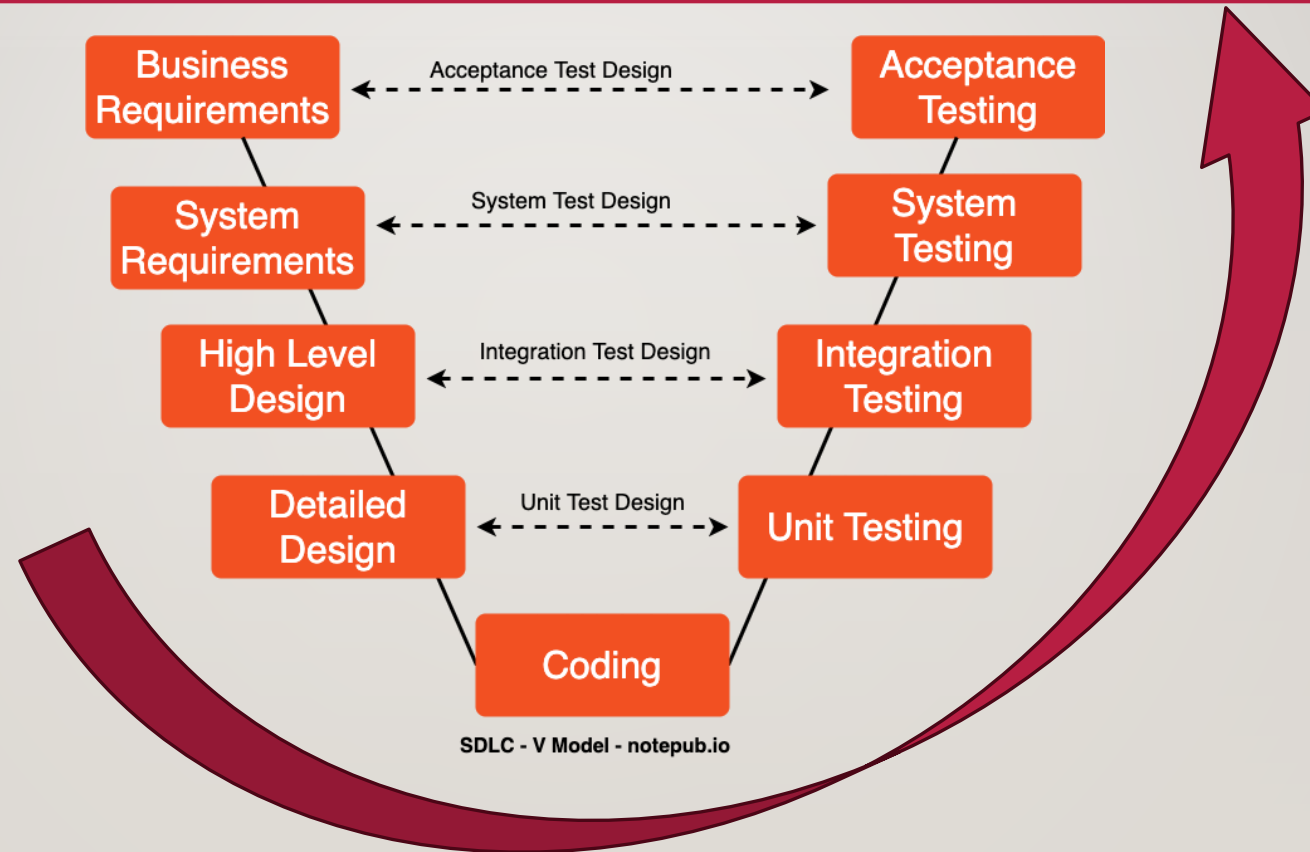 Business
Requirements
Acceptance Test Design
Acceptance
Testing
System
Requirements
System Test Design
System
Testing
High Level
Design
Integration Test Design
Integration
Testing
Detailed
Design
Unit Test Design
Unit Testing
Coding
SDLC - V Model - notepub.io